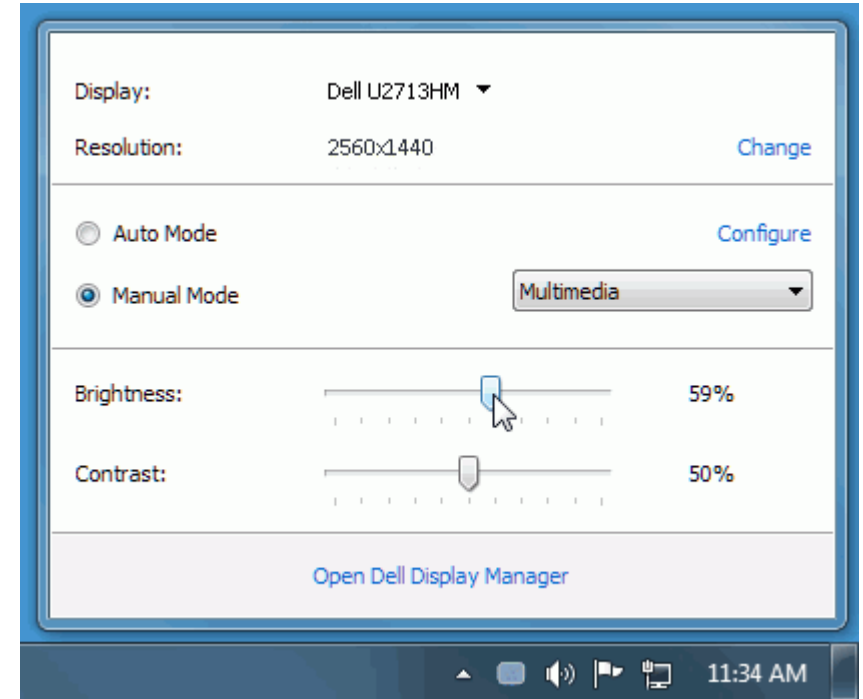 Display: Dell U2713HM
Resolution: 2560x1440 Change
Auto Mode Configure
Manual Mode Multimedia
Brightness: 59%
Contrast: 50%
Open Dell Display Manager
11:34 AM